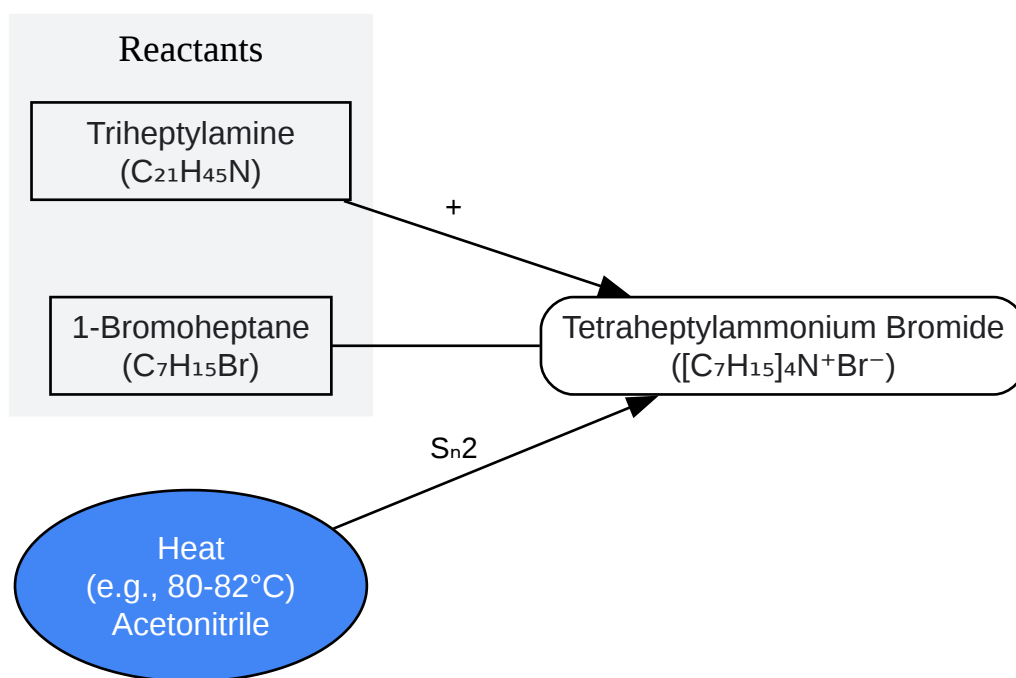 Reactants
Triheptylamine
(C₂₁H₄₅N)
+
1-Bromoheptane
(C₇H₁₅Br)
Tetraheptylammonium Bromide
([C₇H₁₅]₄N⁺Br⁻)
Sₙ2
Heat
(e.g., 80-82°C)
Acetonitrile